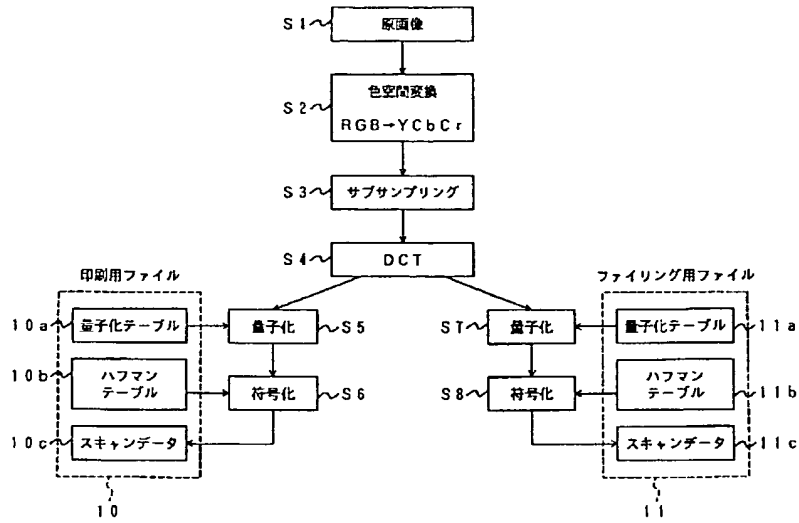 S1 原画像
S2 色空間変換
RGB→YCbCr
S3 サブサンプリング
S4 DCT
印刷用ファイル
ファイリング用ファイル
10a 量子化テーブル 量子化 S5 S7 量子化 量子化テーブル 11a
10b ハフマン
テーブル 符号化 S6 S8 符号化 ハフマン
テーブル 11b
10c スキャンデータ スキャンデータ 11c
10 11